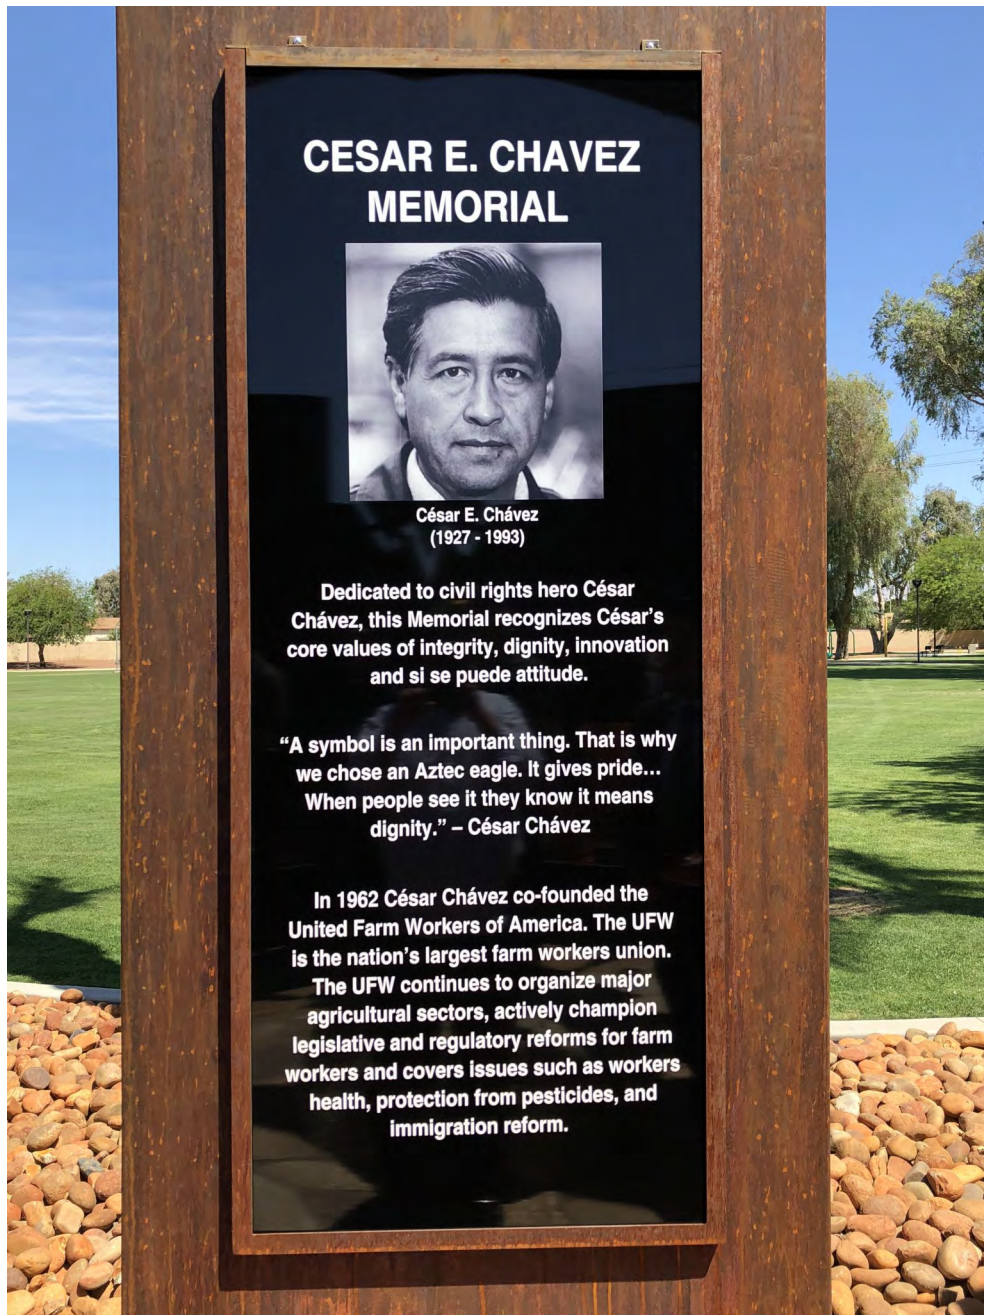 CESAR E. CHAVEZ
MEMORIAL
César E. Chávez
(1927 - 1993)
Dedicated to civil rights hero César
Chávez, this Memorial recognizes César’s
core values of integrity, dignity, innovation
and si se puede attitude.
“A symbol is an important thing. That is why
we chose an Aztec eagle. It gives pride...
When people see it they know it means
dignity.” – César Chávez
In 1962 César Chávez co-founded the
United Farm Workers of America. The UFW
is the nation’s largest farm workers union.
The UFW continues to organize major
agricultural sectors, actively champion
legislative and regulatory reforms for farm
workers and covers issues such as workers
health, protection from pesticides, and
immigration reform.